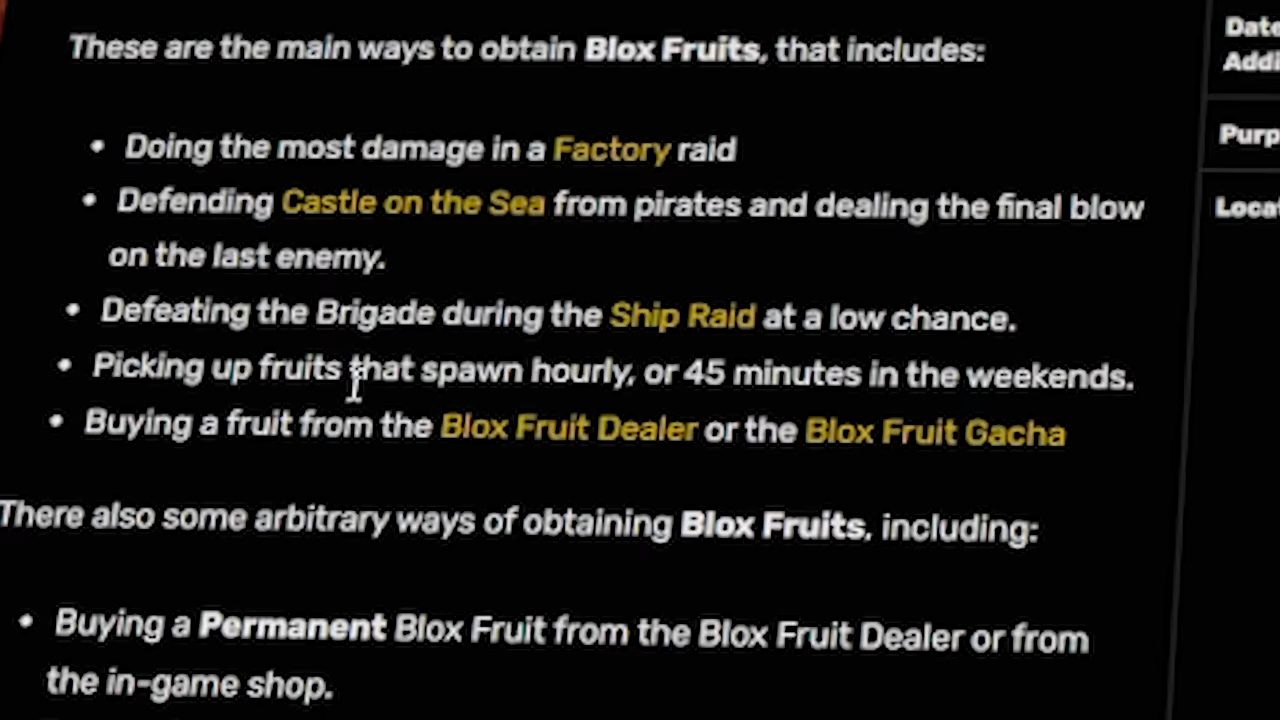 These are the main ways to obtain Blox Fruits, that includes:
• Doing the most damage in a Factory raid
• Defending Castle on the Sea from pirates and dealing the final blow
on the last enemy.
• Defeating the Brigade during the Ship Raid at a low chance.
• Picking up fruits that spawn hourly, or 45 minutes in the weekends.
• Buying a fruit from the Blox Fruit Dealer or the Blox Fruit Gacha
There also some arbitrary ways of obtaining Blox Fruits, including:
• Buying a Permanent Blox Fruit from the Blox Fruit Dealer or from
the in-game shop.
Date
Addi
Purp
Locat